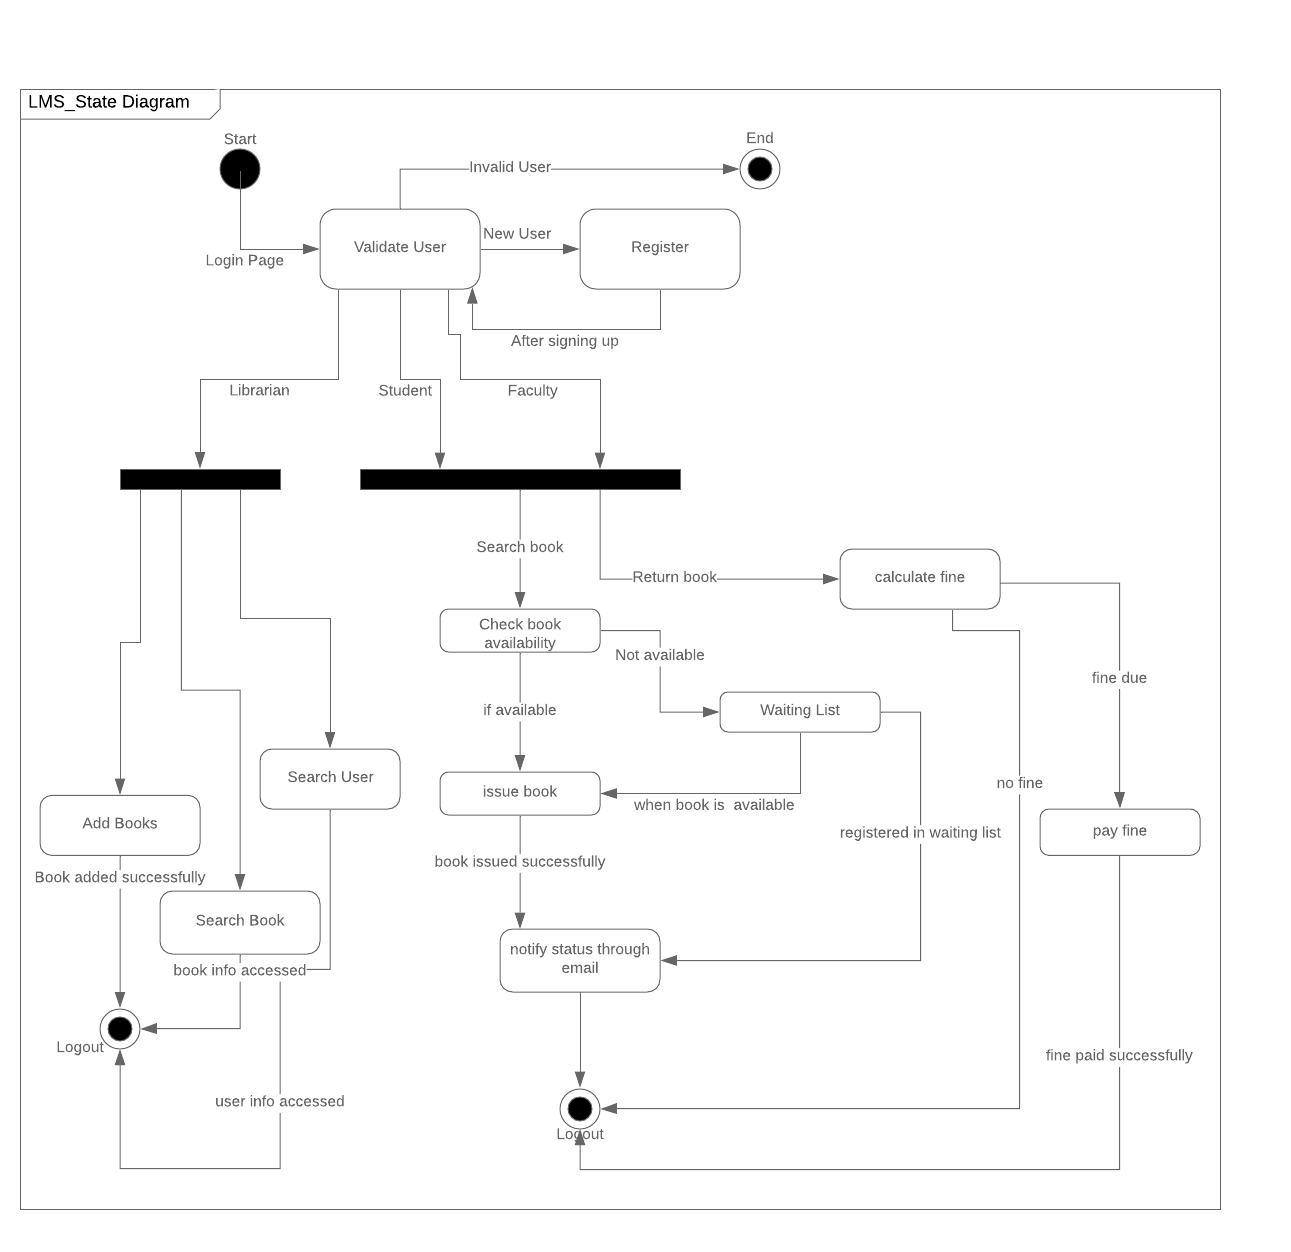 LMS_State Diagram
Start
End
Invalid User
Validate User
New User
Register
Login Page
After signing up
Librarian
Student
Faculty
Search book
Return book
calculate fine
Check book
availability
Not available
fine due
if available
Waiting List
Search User
no fine
issue book
when book is  available
Add Books
registered in waiting list
pay fine
book issued successfully
Book added successfully
Search Book
notify status through
email
book info accessed
Logout
fine paid successfully
user info accessed
Logout